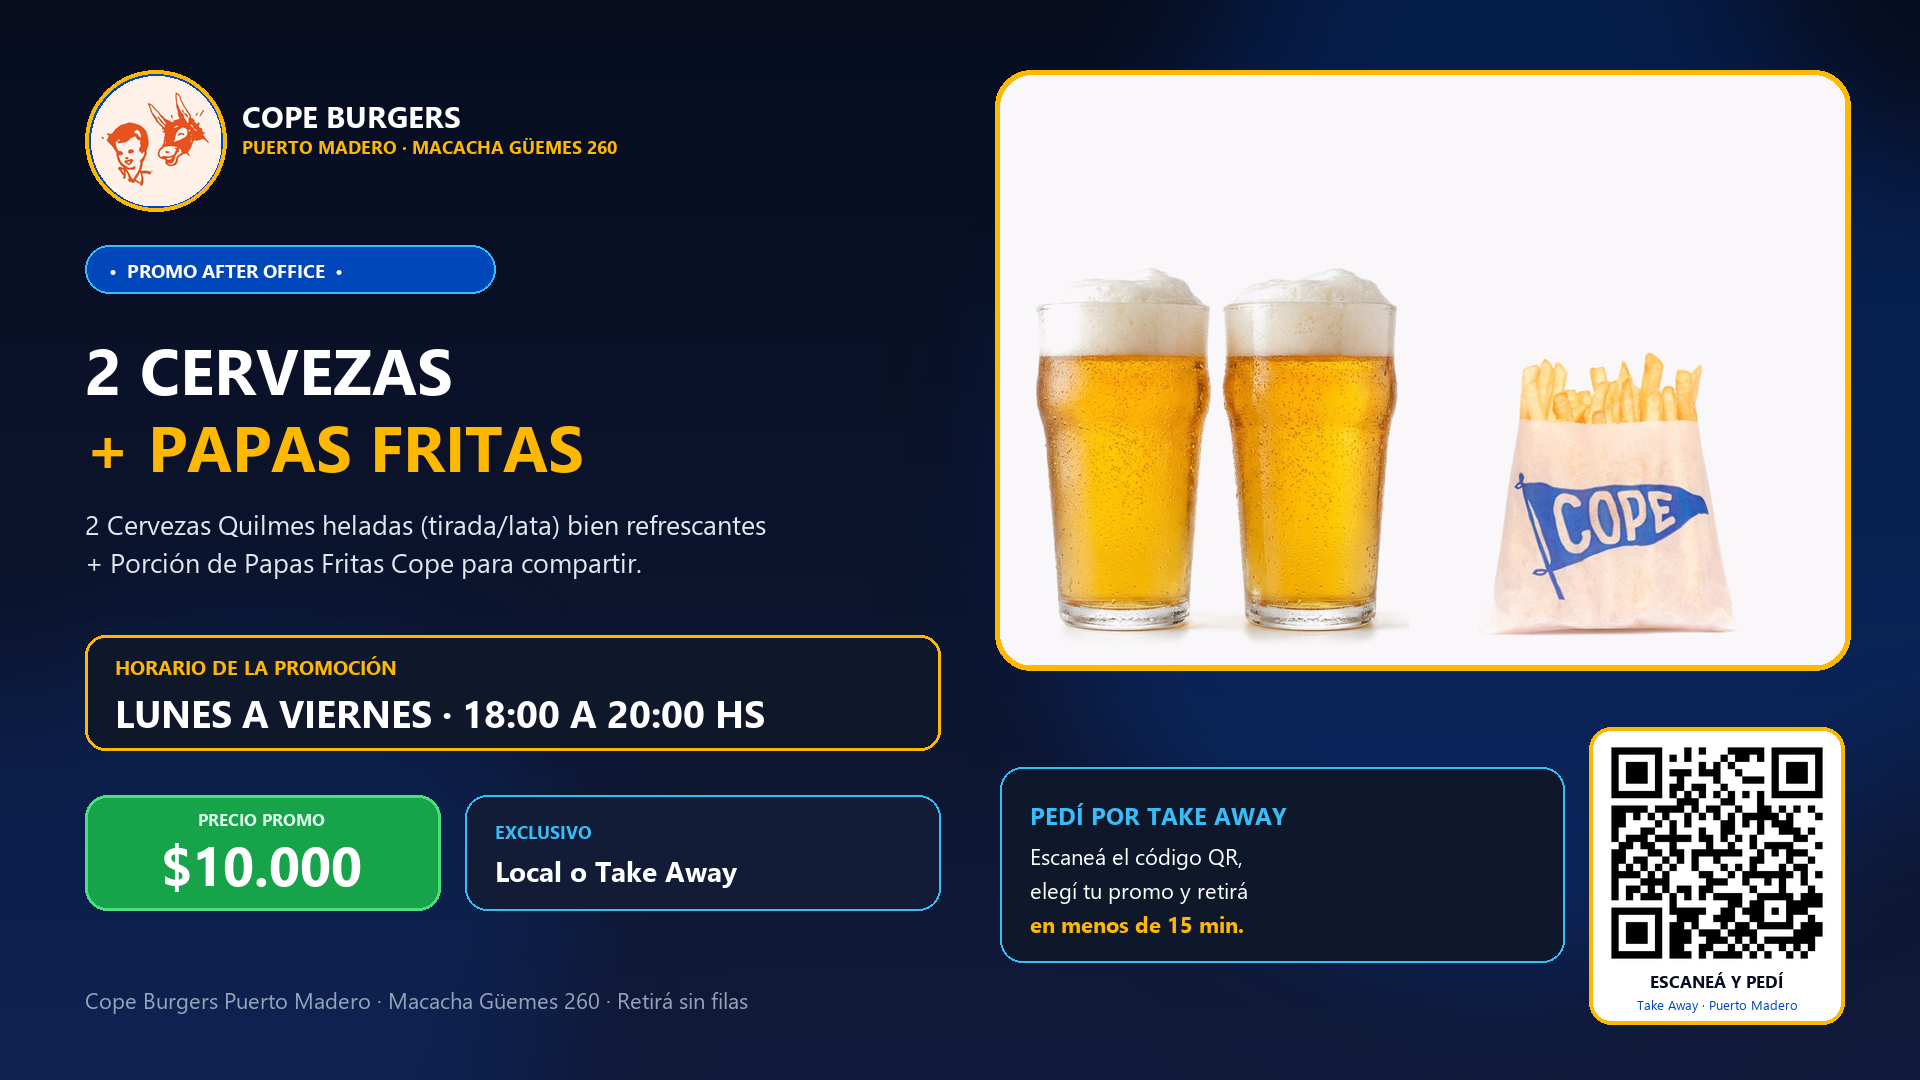 COPE BURGERS
PUERTO MADERO · MACACHA GÜEMES 260
• PROMO AFTER OFFICE •
2 CERVEZAS
+ PAPAS FRITAS
2 Cervezas Quilmes heladas (tirada/lata) bien refrescantes
+ Porción de Papas Fritas Cope para compartir.
HORARIO DE LA PROMOCIÓN
LUNES A VIERNES · 18:00 A 20:00 HS
PRECIO PROMO
$10.000
EXCLUSIVO
Local o Take Away
Cope Burgers Puerto Madero · Macacha Güemes 260 · Retirá sin filas
COPE
PEDÍ POR TAKE AWAY
Escaneá el código QR,
elegí tu promo y retirá
en menos de 15 min.
ESCANEÁ Y PEDÍ
Take Away · Puerto Madero